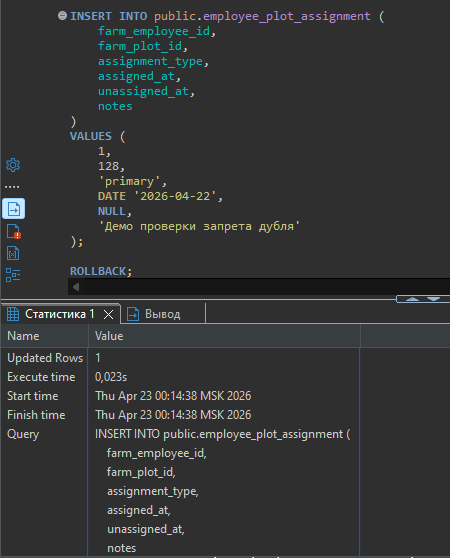 INSERT INTO public.employee_plot_assignment (
farm_employee_id,
farm_plot_id,
assignment_type,
assigned_at,
unassigned_at,
notes
)
VALUES (
1,
128,
'primary',
DATE '2026-04-22',
NULL,
'Демо проверки запрета дубля'
);
ROLLBACK;
Статистика 1 Вывод
Name Value
Updated Rows 1
Execute time 0,023s
Start time Thu Apr 23 00:14:38 MSK 2026
Finish time Thu Apr 23 00:14:38 MSK 2026
Query INSERT INTO public.employee_plot_assignment (
farm_employee_id,
farm_plot_id,
assignment_type,
assigned_at,
unassigned_at,
notes